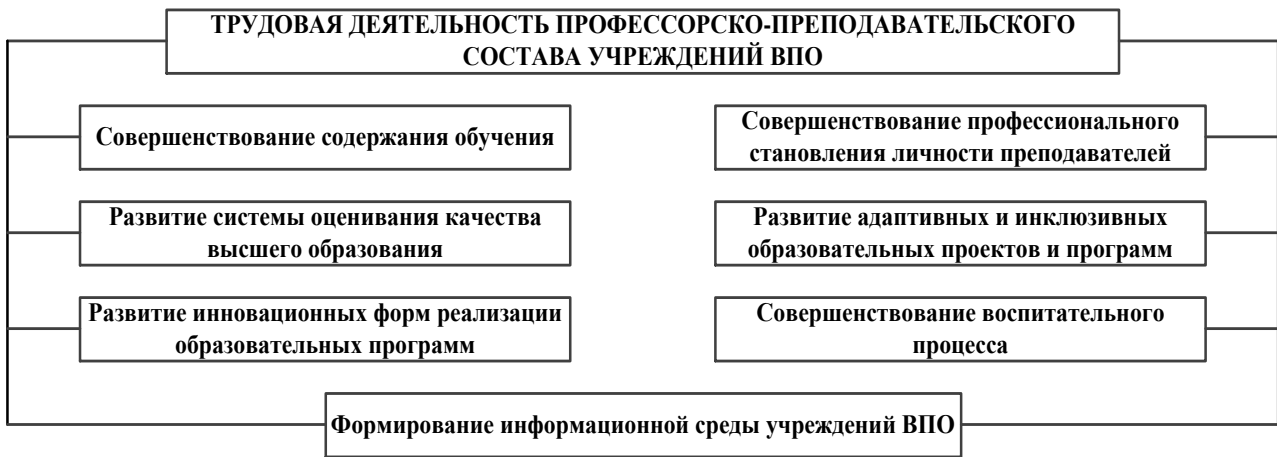 ТРУДОВАЯ ДЕЯТЕЛЬНОСТЬ ПРОФЕССОРСКО-ПРЕПОДАВАТЕЛЬСКОГО
СОСТАВА УЧРЕЖДЕНИЙ ВПО
Совершенствование содержания обучения
Совершенствование профессионального
становления личности преподавателей
Развитие системы оценивания качества
высшего образования
Развитие адаптивных и инклюзивных
образовательных проектов и программ
Развитие инновационных форм реализации
образовательных программ
Совершенствование воспитательного
процесса
Формирование информационной среды учреждений ВПО